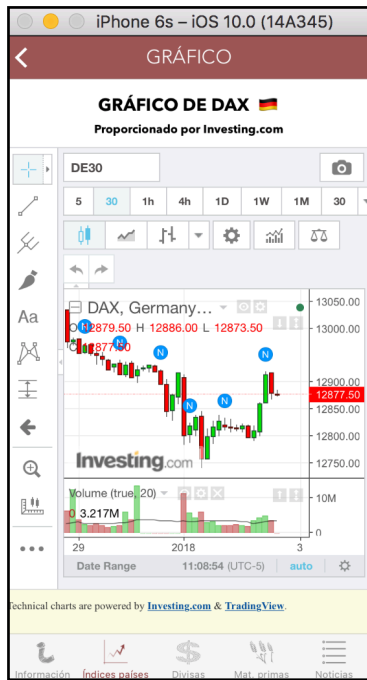 iPhone 6s – iOS 10.0 (14A345)
GRÁFICO
GRÁFICO DE DAX
Proporcionado por Investing.com
DE30
5 30 1h 4h 1D 1W 1M 30
Aa
DAX, Germany...
O 12879.50 H 12886.00 L 12873.50
C 12877.50
N
N
N
N
N
N
13050.00
13000.00
12900.00
12877.50
12850.00
12800.00
12750.00
Investing.com
Volume (true, 20)
0 3.217M
10M
0
29 2018 3
Date Range 11:08:54 (UTC-5) auto
Technical charts are powered by Investing.com & TradingView.
Información Índices países Divisas Mat. primas Noticias